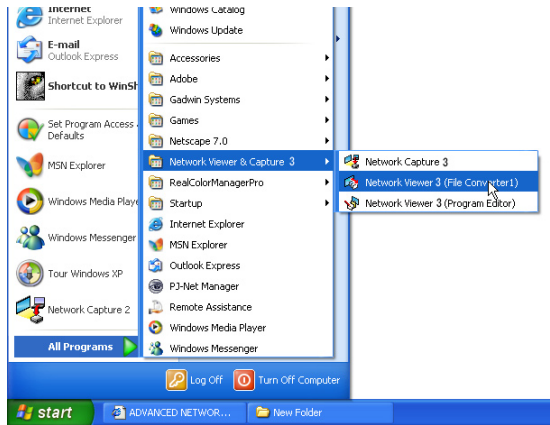 Internet
Internet Explorer
E-mail
Outlook Express
Shortcut to WinSh
Set Program Access
Defaults
MSN Explorer
Windows Media Playe
Windows Messenger
Tour Windows XP
Network Capture 2
All Programs
Windows Catalog
Windows Update
Accessories
Adobe
Gadwin Systems
Games
Netscape 7.0
Network Viewer & Capture 3
RealColorManagerPro
Startup
Internet Explorer
MSN Explorer
Outlook Express
PJ-Net Manager
Remote Assistance
Windows Media Player
Windows Messenger
Network Capture 3
Network Viewer 3 (File Converter1)
Network Viewer 3 (Program Editor)
Log Off
Turn Off Computer
start
ADVANCED NETWOR...
New Folder